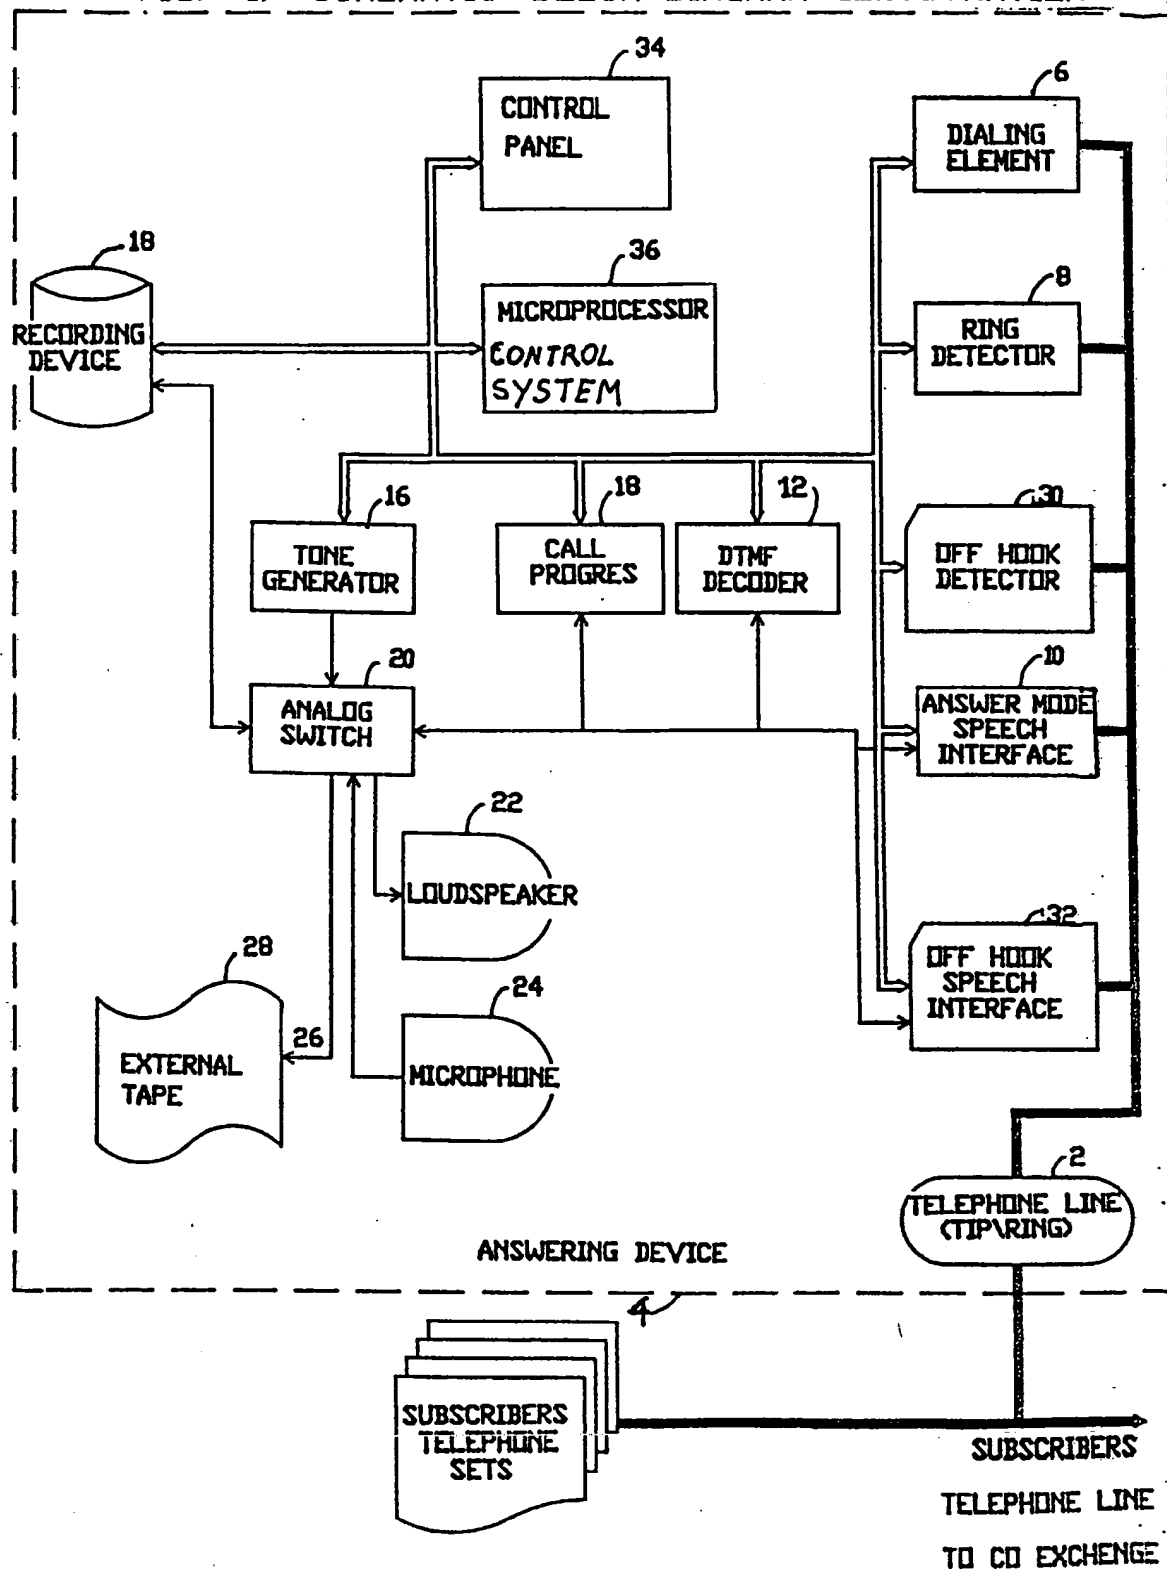 34
CONTROL
PANEL
6
DIALING
ELEMENT
18
RECORDING
DEVICE
36
MICROPROCESSOR
CONTROL
SYSTEM
8
RING
DETECTOR
16
TONE
GENERATOR
18
CALL
PROGRES
12
DTMF
DECODER
30
OFF HOOK
DETECTOR
20
ANALOG
SWITCH
10
ANSWER MODE
SPEECH
INTERFACE
22
LOUDSPEAKER
32
OFF HOOK
SPEECH
INTERFACE
28
EXTERNAL
TAPE
26
24
MICROPHONE
2
TELEPHONE LINE
(TIP\RING)
ANSWERING DEVICE
4
SUBSCRIBERS
TELEPHONE
SETS
SUBSCRIBERS
TELEPHONE LINE
TO CO EXCHENGE